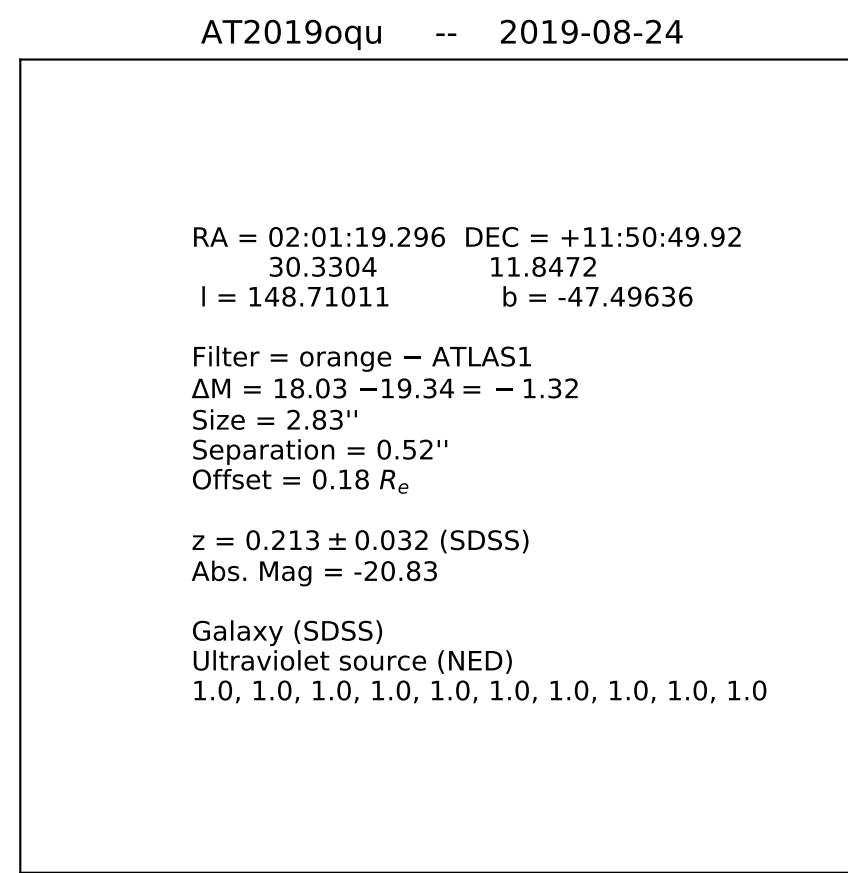 AT2019oqu -- 2019-08-24
RA = 02:01:19.296 DEC = +11:50:49.92
30.3304 11.8472
l = 148.71011 b = -47.49636
Filter = orange − ATLAS1
ΔM = 18.03 −19.34 = − 1.32
Size = 2.83''
Separation = 0.52''
Offset = 0.18 Rₑ
z = 0.213 ± 0.032 (SDSS)
Abs. Mag = -20.83
Galaxy (SDSS)
Ultraviolet source (NED)
1.0, 1.0, 1.0, 1.0, 1.0, 1.0, 1.0, 1.0, 1.0, 1.0